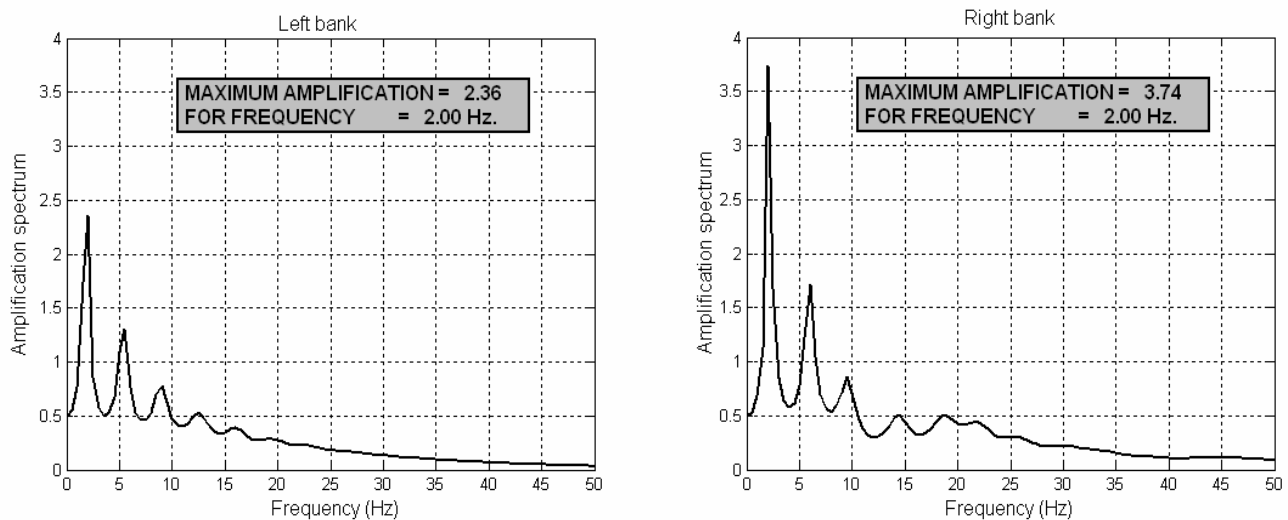 Left bank
4
3.5
3
2.5
2
1.5
1
0.5
0
MAXIMUM AMPLIFICATION = 2.36
FOR FREQUENCY = 2.00 Hz.
Amplification spectrum
0 5 10 15 20 25 30 35 40 45 50
Frequency (Hz)
Right bank
4
3.5
3
2.5
2
1.5
1
0.5
0
MAXIMUM AMPLIFICATION = 3.74
FOR FREQUENCY = 2.00 Hz.
Amplification spectrum
0 5 10 15 20 25 30 35 40 45 50
Frequency (Hz)